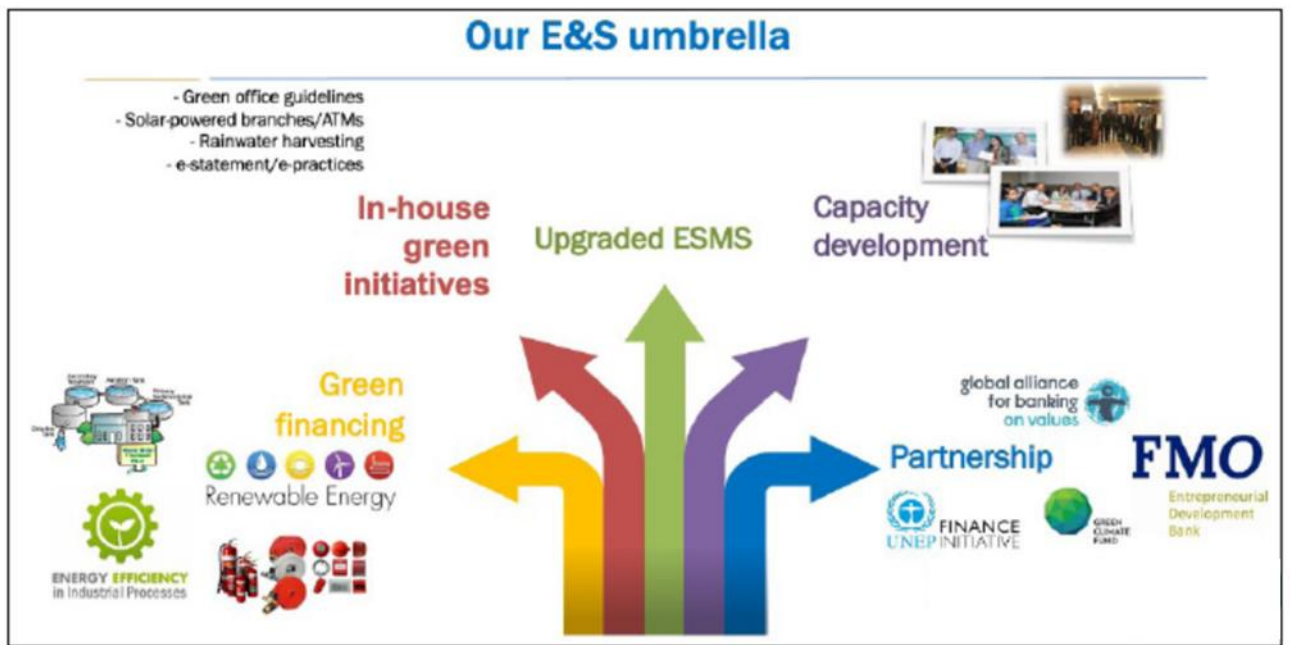 Our E&S umbrella
- Green office guidelines
- Solar-powered branches/ATMs
- Rainwater harvesting
- e-statement/e-practices
In-house
green
initiatives
Upgraded ESMS
Capacity
development
Green
financing
Renewable Energy
ENERGY EFFICIENCY
in Industrial Processes
global alliance
for banking
on values
Partnership
FMO
Entrepreneurial
Development
Bank
UNEP
FINANCE
INITIATIVE
GREEN
CLIMATE
FUND